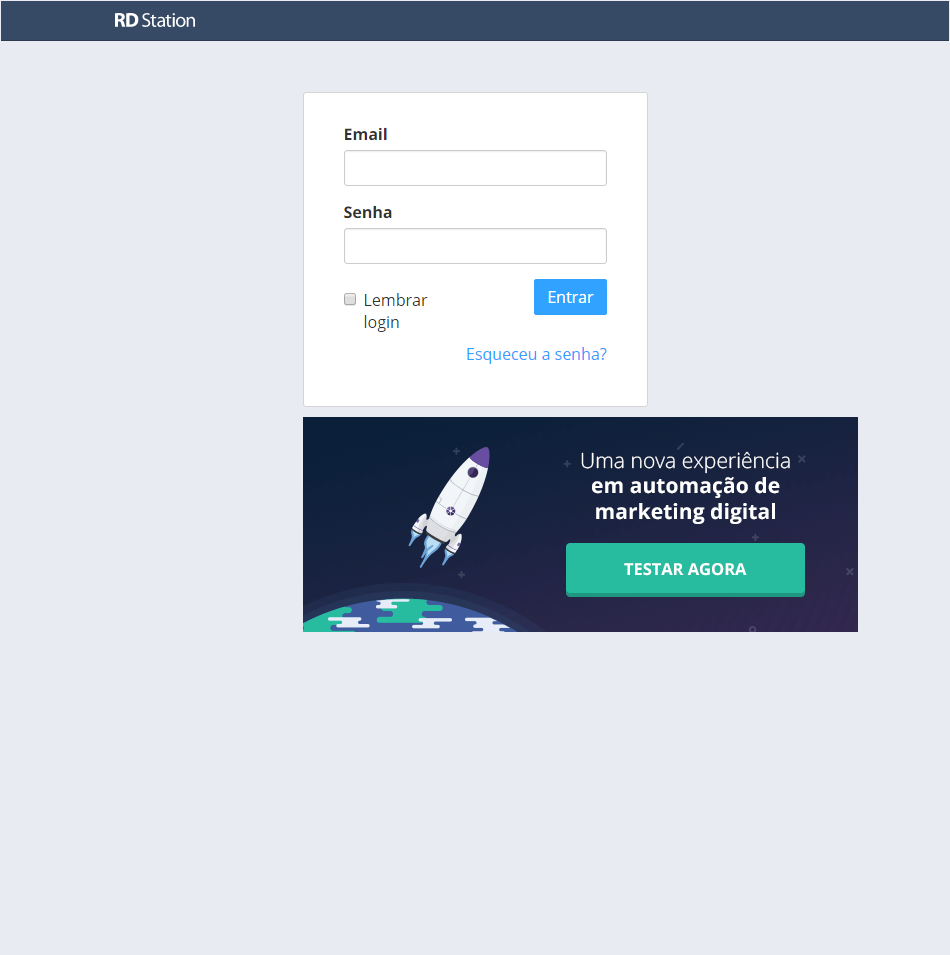 RD Station
Email
Senha
Lembrar
login
Entrar
Esqueceu a senha?
Uma nova experiência
em automação de
marketing digital
TESTAR AGORA